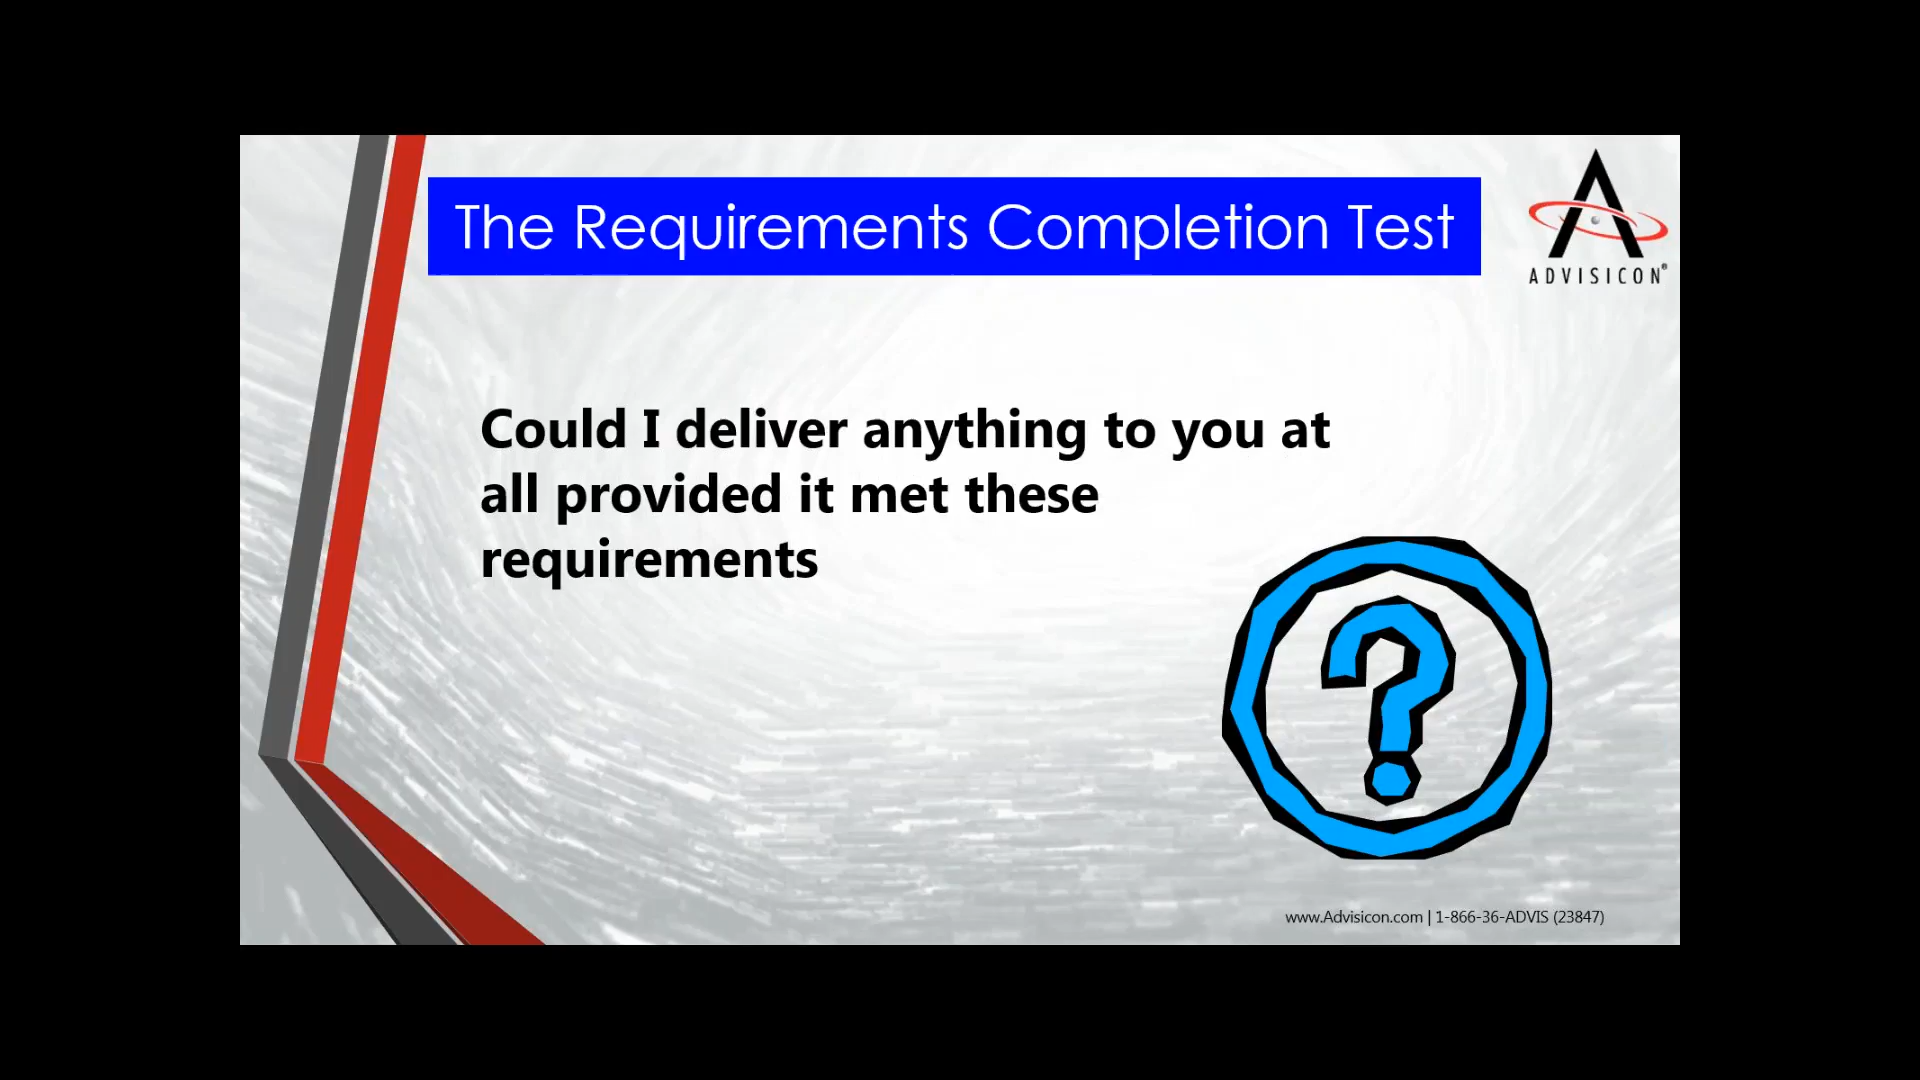 The Requirements Completion Test
ADVISICON®
Could I deliver anything to you at
all provided it met these
requirements
?
www.Advisicon.com | 1-866-36-ADVIS (23847)